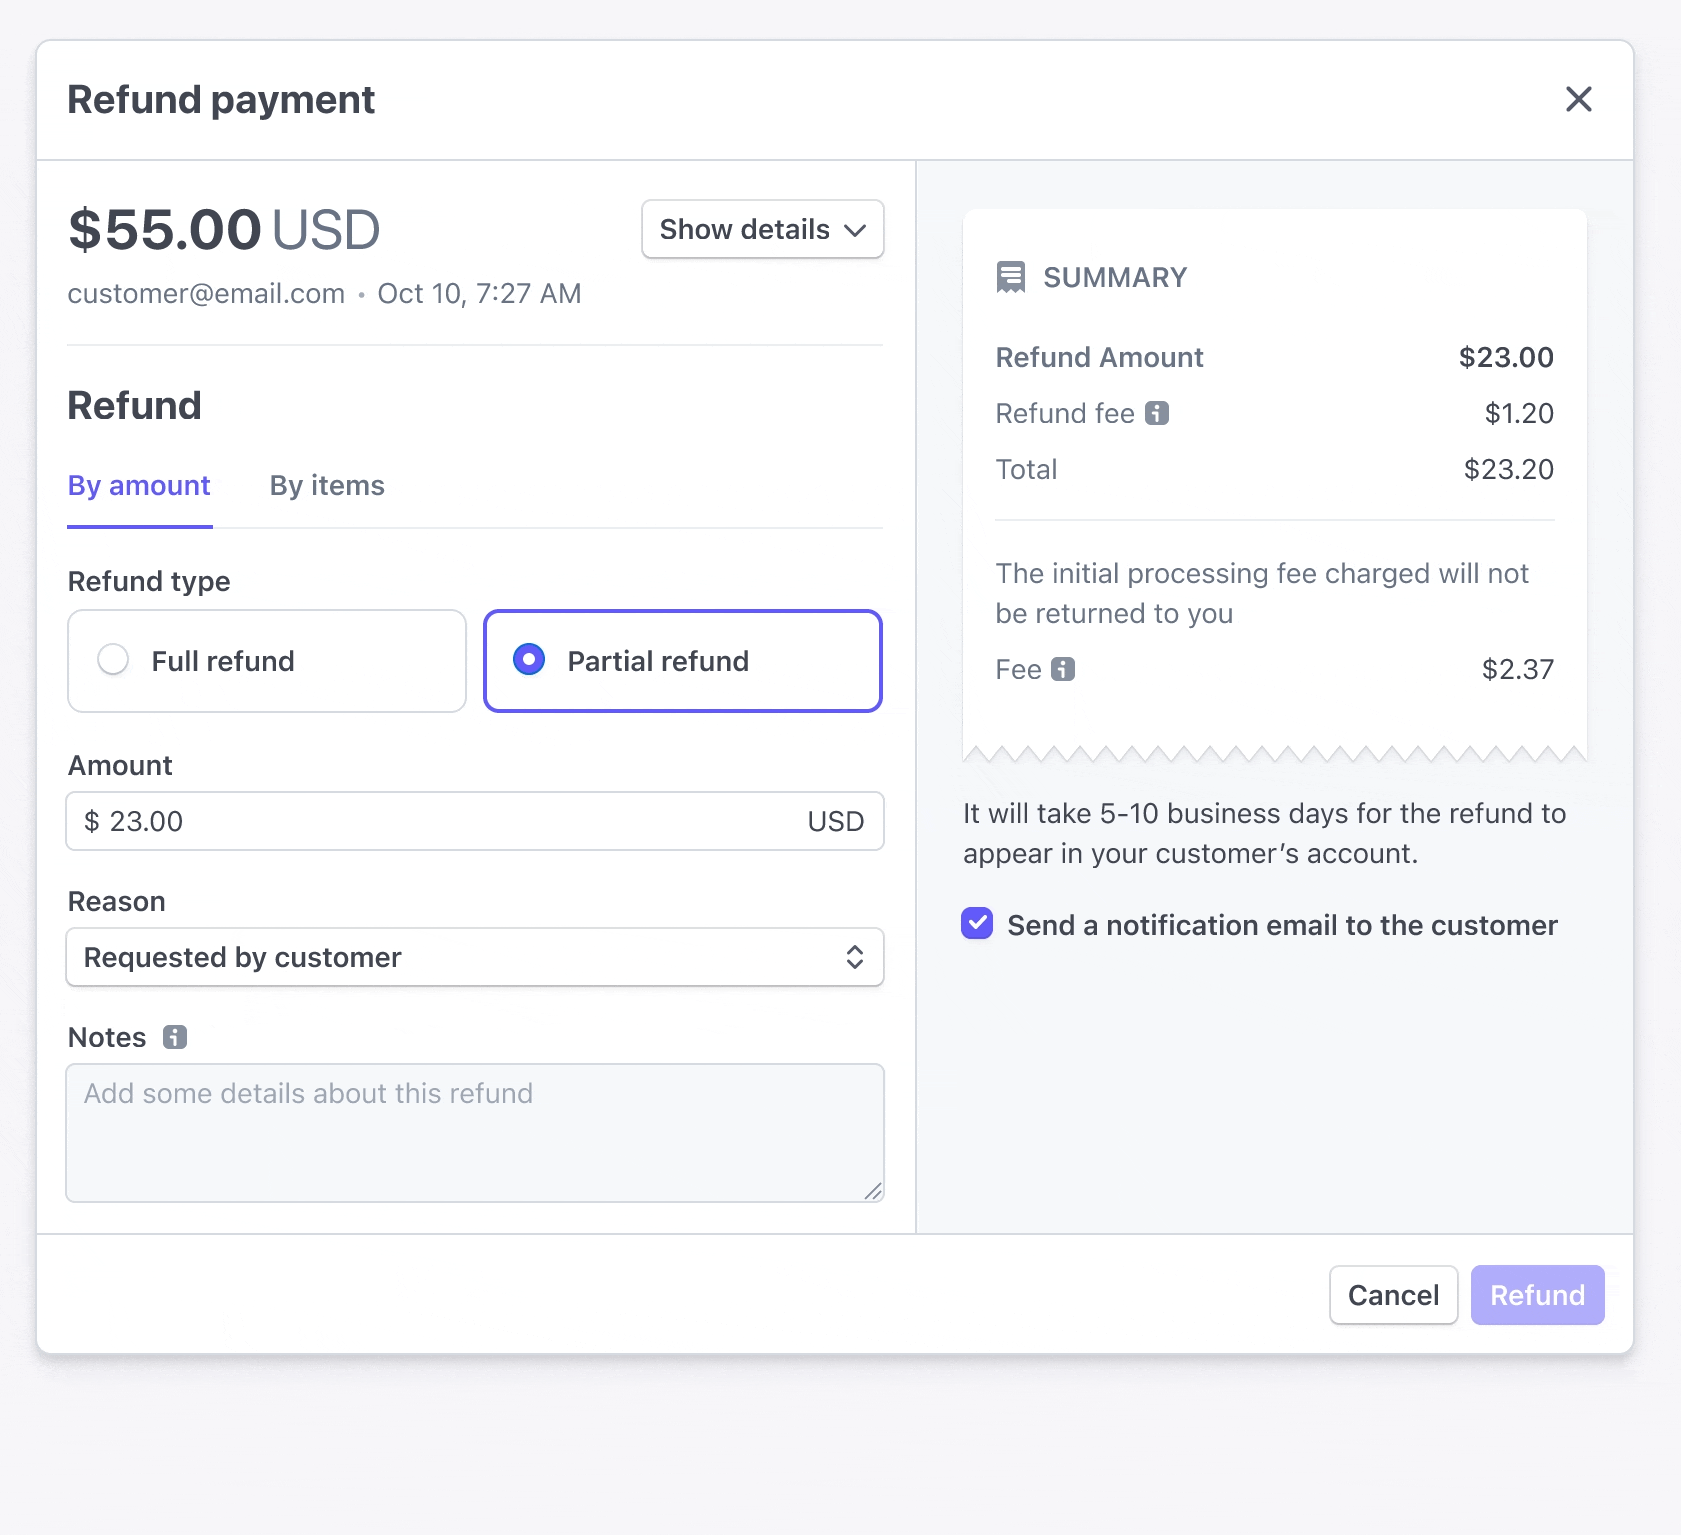 Refund payment
$55.00 USD
Show details
customer@email.com • Oct 10, 7:27 AM
Refund
By amount By items
Refund type
Full refund
Partial refund
Amount
$ 23.00 USD
Reason
Requested by customer
Notes
Add some details about this refund
SUMMARY
Refund Amount $23.00
Refund fee $1.20
Total $23.20
The initial processing fee charged will not
be returned to you
Fee $2.37
It will take 5-10 business days for the refund to
appear in your customer’s account.
Send a notification email to the customer
Cancel Refund